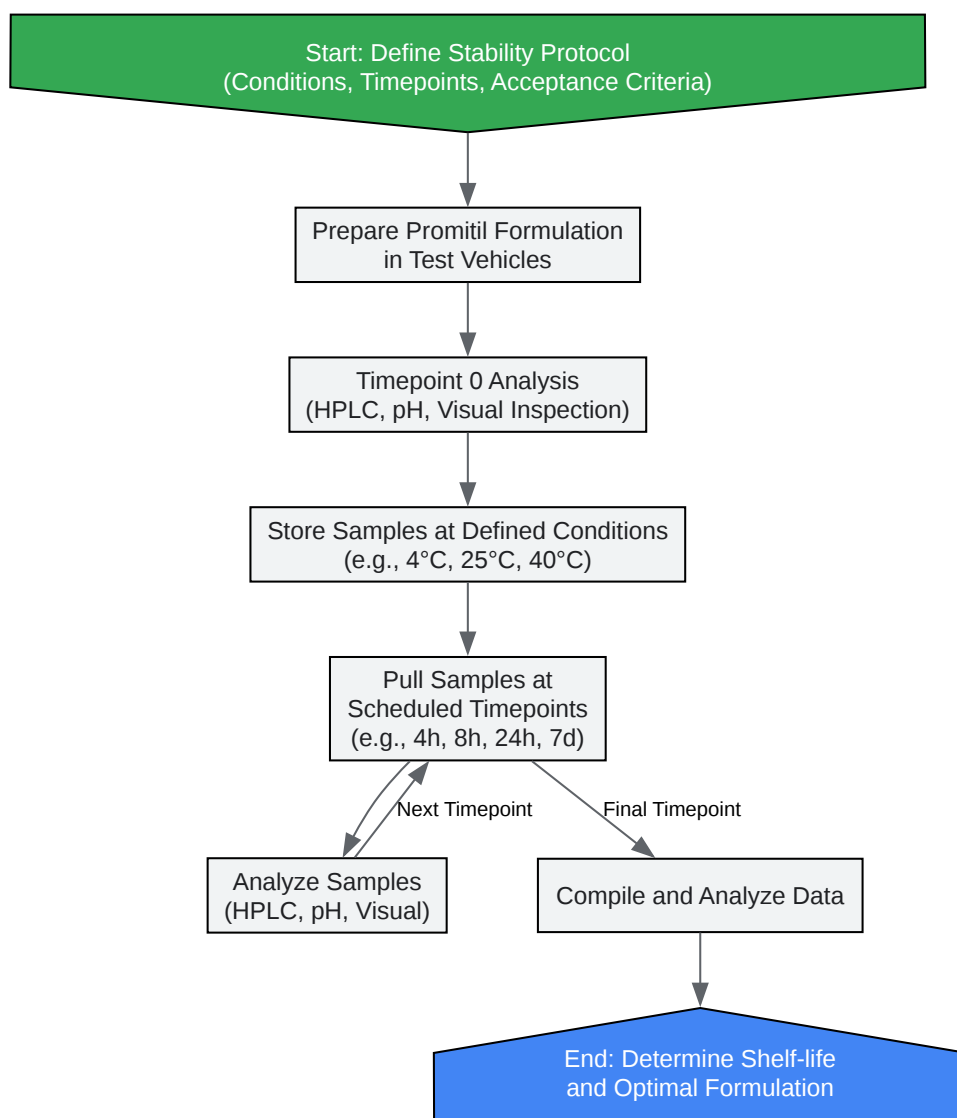 Start: Define Stability Protocol
(Conditions, Timepoints, Acceptance Criteria)
Prepare Promitil Formulation
in Test Vehicles
Timepoint 0 Analysis
(HPLC, pH, Visual Inspection)
Store Samples at Defined Conditions
(e.g., 4°C, 25°C, 40°C)
Pull Samples at
Scheduled Timepoints
(e.g., 4h, 8h, 24h, 7d)
Next Timepoint
Final Timepoint
Analyze Samples
(HPLC, pH, Visual)
Compile and Analyze Data
End: Determine Shelf-life
and Optimal Formulation